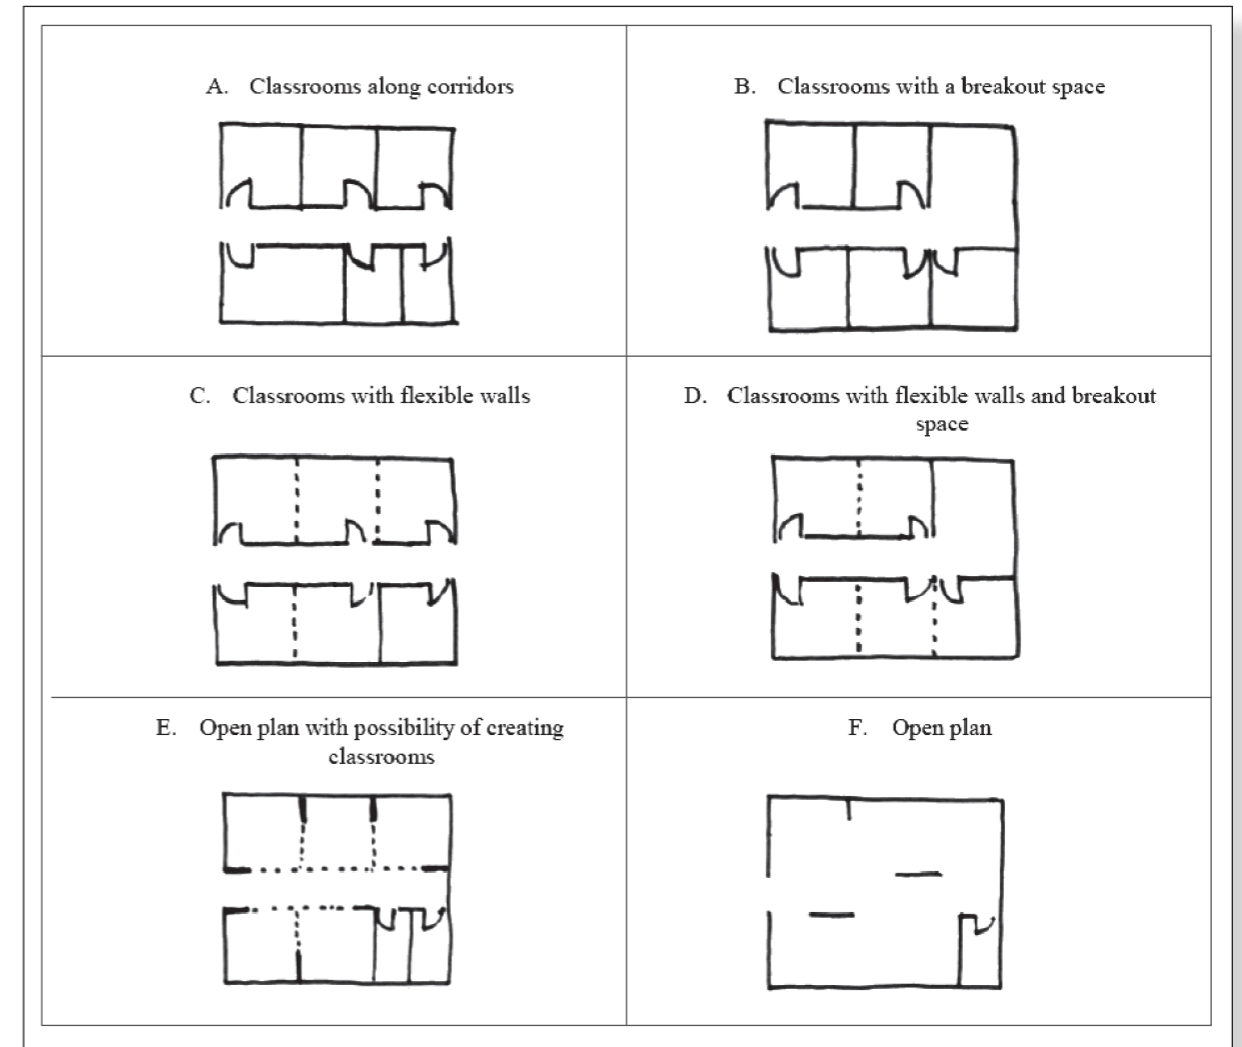 A. Classrooms along corridors
B. Classrooms with a breakout space
C. Classrooms with flexible walls
D. Classrooms with flexible walls and breakout
space
E. Open plan with possibility of creating
classrooms
F. Open plan